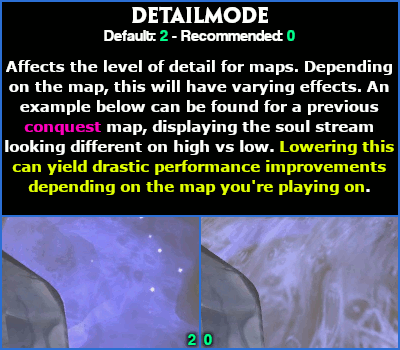 DETAILMODE
Default: 2 - Recommended: 0
Affects the level of detail for maps. Depending
on the map, this will have varying effects. An
example below can be found for a previous
conquest map, displaying the soul stream
looking different on high vs low. Lowering this
can yield drastic performance improvements
depending on the map you're playing on.
2 0